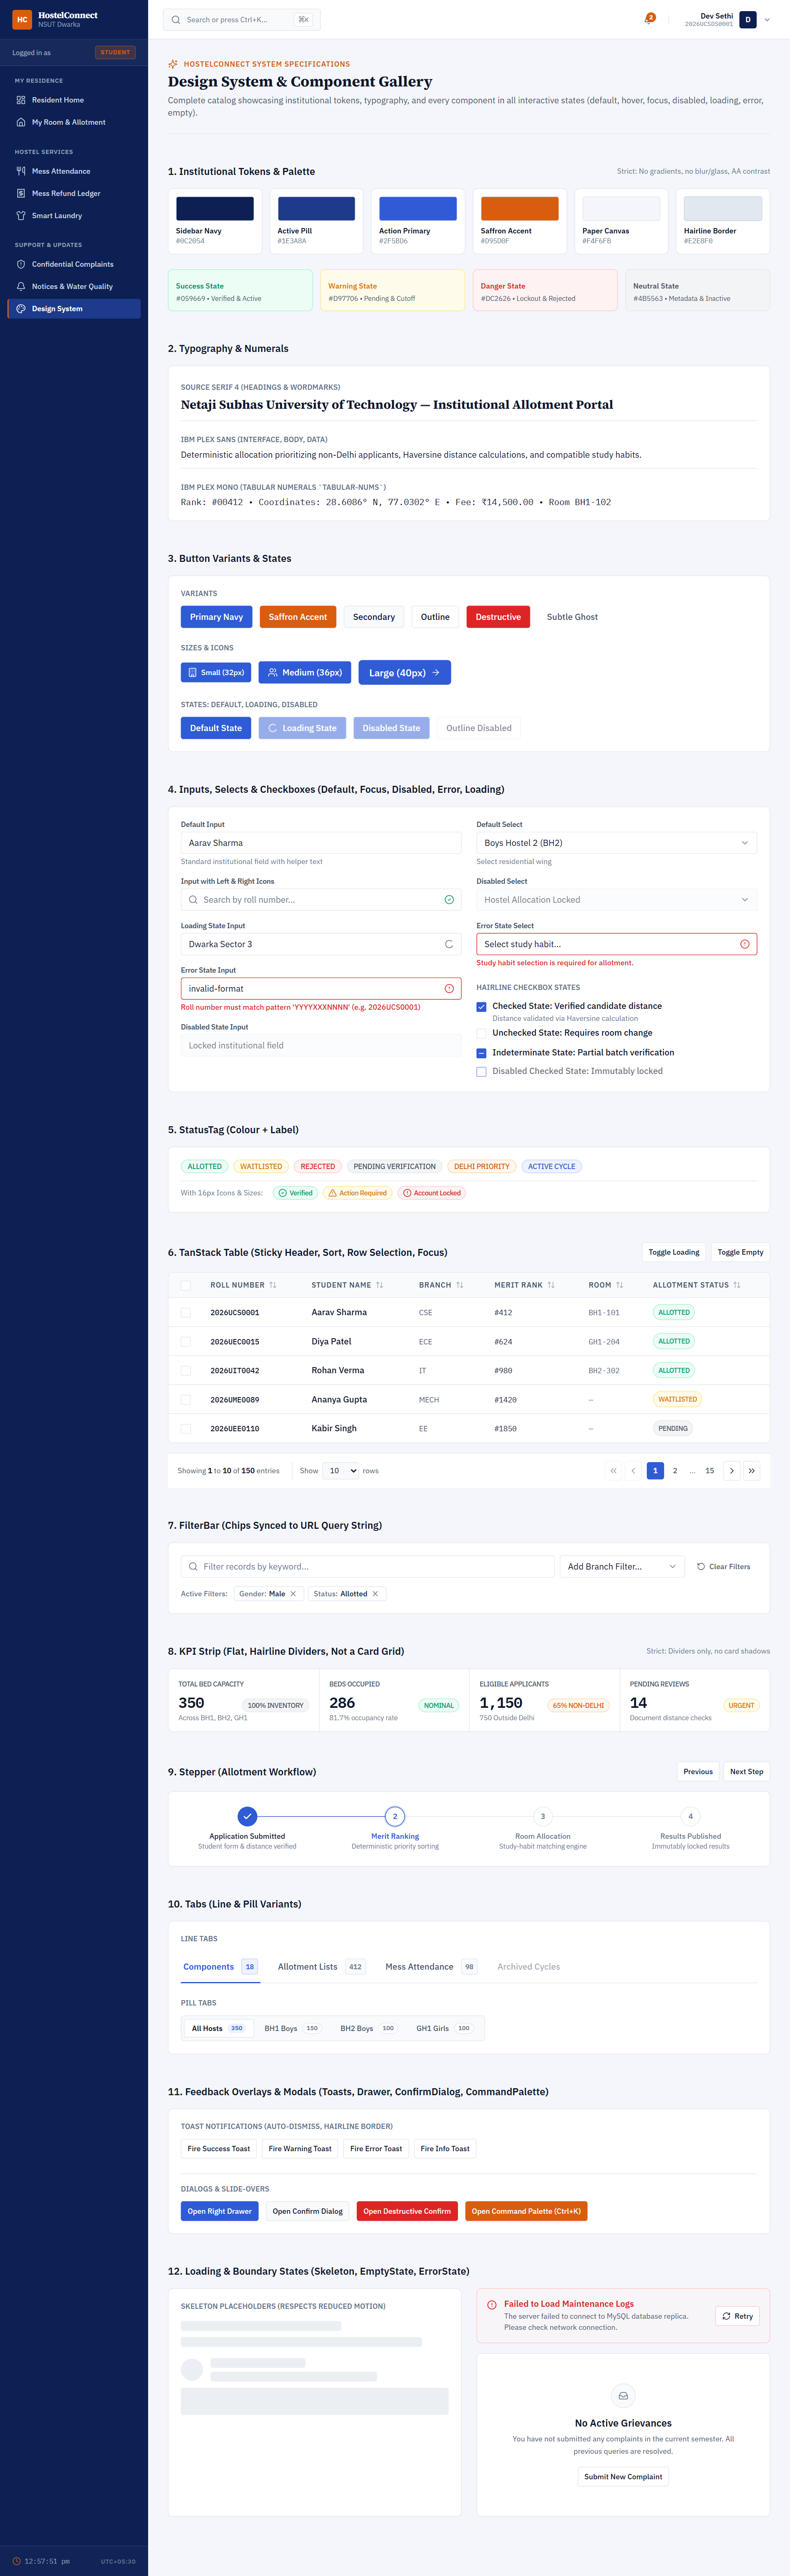 HC
HostelConnect
NSUT Dwarka
Logged in as
STUDENT
MY RESIDENCE
Resident Home
My Room & Allotment
HOSTEL SERVICES
Mess Attendance
Mess Refund Ledger
Smart Laundry
SUPPORT & UPDATES
Confidential Complaints
Notices & Water Quality
Design System
12:57:51 pm
UTC+05:30
Search or press Ctrl+K...
⌘K
2
Dev Sethi
2026UCSDS0001
D
HOSTELCONNECT SYSTEM SPECIFICATIONS
Design System & Component Gallery
Complete catalog showcasing institutional tokens, typography, and every component in all interactive states (default, hover, focus, disabled, loading, error,
empty).
1. Institutional Tokens & Palette
Strict: No gradients, no blur/glass, AA contrast
Sidebar Navy
#0C2054
Active Pill
#1E3A8A
Action Primary
#2F5BD6
Saffron Accent
#D95D0F
Paper Canvas
#F4F6FB
Hairline Border
#E2E8F0
Success State
#059669 • Verified & Active
Warning State
#D97706 • Pending & Cutoff
Danger State
#DC2626 • Lockout & Rejected
Neutral State
#4B5563 • Metadata & Inactive
2. Typography & Numerals
SOURCE SERIF 4 (HEADINGS & WORDMARKS)
Netaji Subhas University of Technology — Institutional Allotment Portal
IBM PLEX SANS (INTERFACE, BODY, DATA)
Deterministic allocation prioritizing non-Delhi applicants, Haversine distance calculations, and compatible study habits.
IBM PLEX MONO (TABULAR NUMERALS `TABULAR-NUMS`)
Rank: #00412 • Coordinates: 28.6086° N, 77.0302° E • Fee: ₹14,500.00 • Room BH1-102
3. Button Variants & States
VARIANTS
Primary Navy
Saffron Accent
Secondary
Outline
Destructive
Subtle Ghost
SIZES & ICONS
Small (32px)
Medium (36px)
Large (40px)
STATES: DEFAULT, LOADING, DISABLED
Default State
Loading State
Disabled State
Outline Disabled
4. Inputs, Selects & Checkboxes (Default, Focus, Disabled, Error, Loading)
Default Input
Aarav Sharma
Standard institutional field with helper text
Input with Left & Right Icons
Search by roll number...
Loading State Input
Dwarka Sector 3
Error State Input
invalid-format
Roll number must match pattern 'YYYYXXXNNNN' (e.g. 2026UCS0001)
Disabled State Input
Locked institutional field
Default Select
Boys Hostel 2 (BH2)
Select residential wing
Disabled Select
Hostel Allocation Locked
Error State Select
Select study habit...
Study habit selection is required for allotment.
HAIRLINE CHECKBOX STATES
Checked State: Verified candidate distance
Distance validated via Haversine calculation
Unchecked State: Requires room change
Indeterminate State: Partial batch verification
Disabled Checked State: Immutably locked
5. StatusTag (Colour + Label)
ALLOTTED
WAITLISTED
REJECTED
PENDING VERIFICATION
DELHI PRIORITY
ACTIVE CYCLE
With 16px Icons & Sizes:
Verified
Action Required
Account Locked
6. TanStack Table (Sticky Header, Sort, Row Selection, Focus)
Toggle Loading
Toggle Empty
ROLL NUMBER STUDENT NAME BRANCH MERIT RANK ROOM ALLOTMENT STATUS
2026UCS0001 Aarav Sharma CSE #412 BH1-101 ALLOTTED
2026UEC0015 Diya Patel ECE #624 GH1-204 ALLOTTED
2026UIT0042 Rohan Verma IT #980 BH2-302 ALLOTTED
2026UME0089 Ananya Gupta MECH #1420 — WAITLISTED
2026UEE0110 Kabir Singh EE #1850 — PENDING
Showing 1 to 10 of 150 entries
Show 10 rows
1 2 ... 15
7. FilterBar (Chips Synced to URL Query String)
Filter records by keyword...
Add Branch Filter...
Clear Filters
Active Filters:
Gender: Male
Status: Allotted
8. KPI Strip (Flat, Hairline Dividers, Not a Card Grid)
Strict: Dividers only, no card shadows
TOTAL BED CAPACITY
350
100% INVENTORY
Across BH1, BH2, GH1
BEDS OCCUPIED
286
NOMINAL
81.7% occupancy rate
ELIGIBLE APPLICANTS
1,150
65% NON-DELHI
750 Outside Delhi
PENDING REVIEWS
14
URGENT
Document distance checks
9. Stepper (Allotment Workflow)
Previous
Next Step
Application Submitted
Student form & distance verified
2
Merit Ranking
Deterministic priority sorting
3
Room Allocation
Study-habit matching engine
4
Results Published
Immutably locked results
10. Tabs (Line & Pill Variants)
LINE TABS
Components 18
Allotment Lists 412
Mess Attendance 98
Archived Cycles
PILL TABS
All Hosts 350
BH1 Boys 150
BH2 Boys 100
GH1 Girls 100
11. Feedback Overlays & Modals (Toasts, Drawer, ConfirmDialog, CommandPalette)
TOAST NOTIFICATIONS (AUTO-DISMISS, HAIRLINE BORDER)
Fire Success Toast
Fire Warning Toast
Fire Error Toast
Fire Info Toast
DIALOGS & SLIDE-OVERS
Open Right Drawer
Open Confirm Dialog
Open Destructive Confirm
Open Command Palette (Ctrl+K)
12. Loading & Boundary States (Skeleton, EmptyState, ErrorState)
SKELETON PLACEHOLDERS (RESPECTS REDUCED MOTION)
Failed to Load Maintenance Logs
The server failed to connect to MySQL database replica.
Please check network connection.
Retry
No Active Grievances
You have not submitted any complaints in the current semester. All
previous queries are resolved.
Submit New Complaint